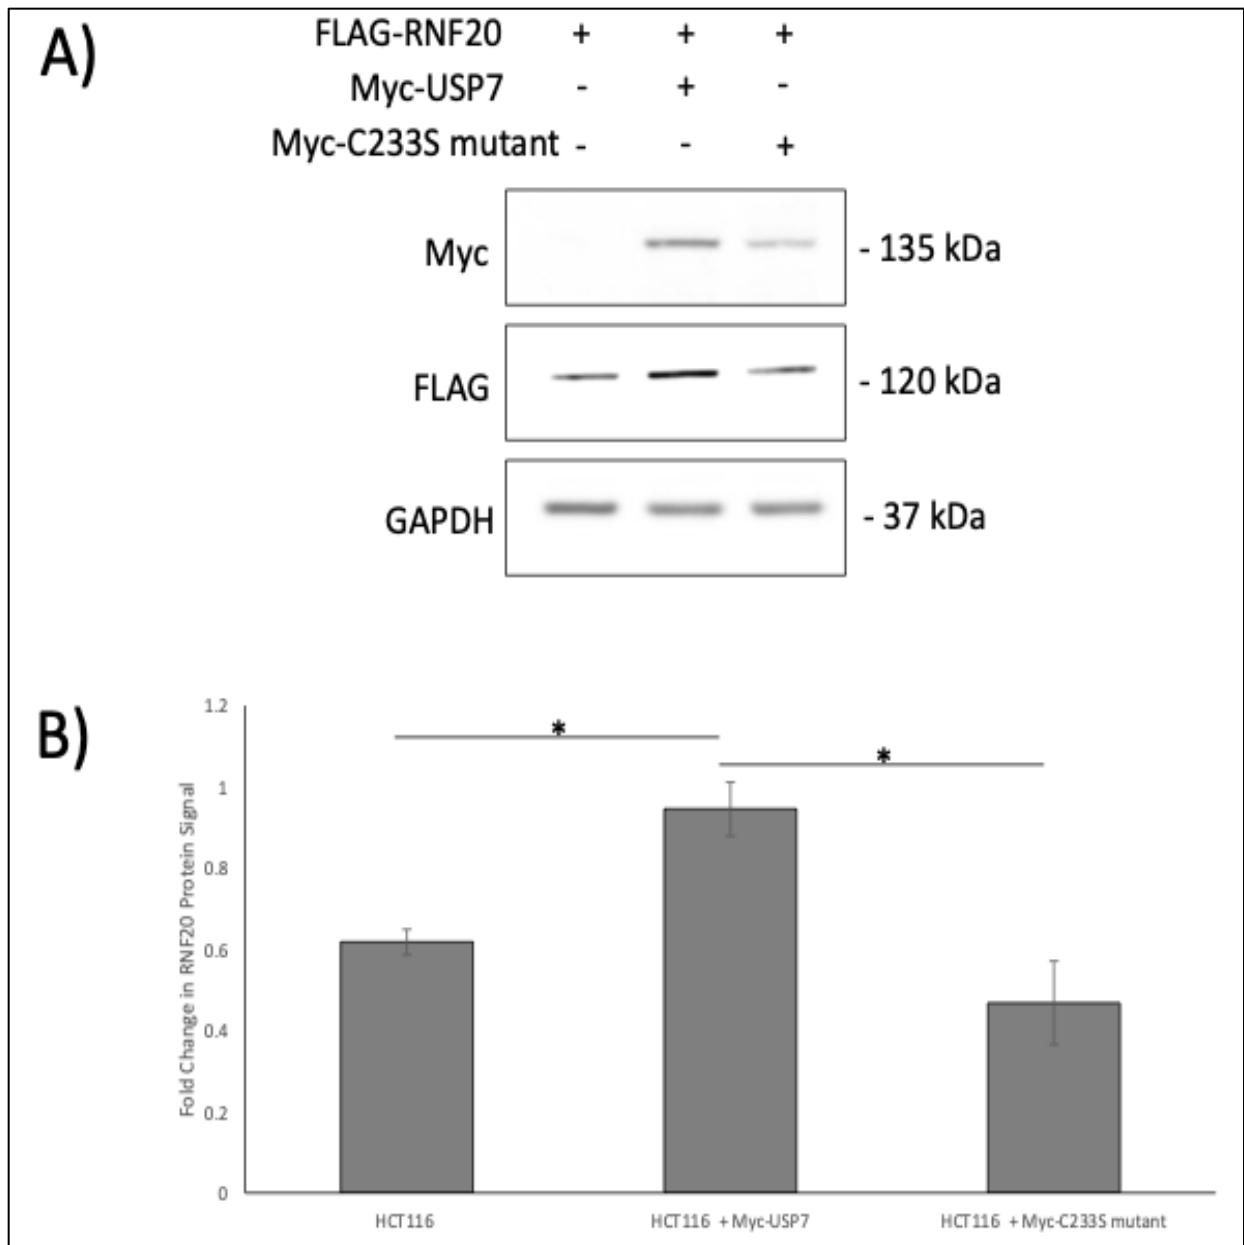 A)
FLAG-RNF20 + + +
Myc-USP7 - + -
Myc-C233S mutant - - +
Myc - 135 kDa
FLAG - 120 kDa
GAPDH - 37 kDa
B)
Fold Change in RNF20 Protein Signal
1.2
1
0.8
0.6
0.4
0.2
0
*
*
HCT116 HCT116 + Myc-USP7 HCT116 + Myc-C233S mutant